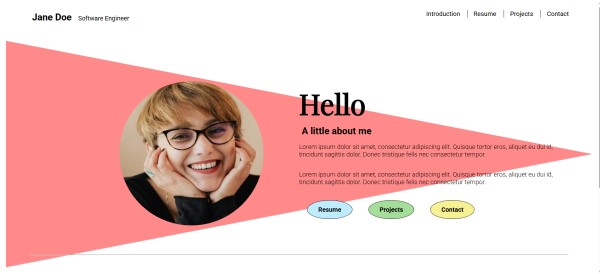 Jane Doe Software Engineer
Introduction Resume Projects Contact
Hello
A little about me
Lorem ipsum dolor sit amet, consectetur adipiscing elit. Quisque tortor eros, aliquet eu dui id,
tincidunt sagittis dolor. Donec tristique felis nec consectetur tempor.
Lorem ipsum dolor sit amet, consectetur adipiscing elit. Quisque tortor eros, aliquet eu dui id,
tincidunt sagittis dolor. Donec tristique felis nec consectetur tempor.
Resume Projects Contact